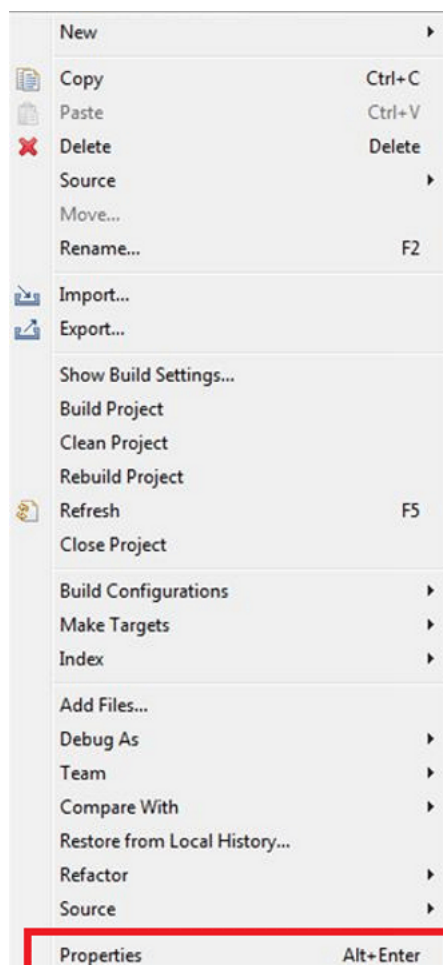 New
Copy Ctrl+C
Paste Ctrl+V
Delete Delete
Source
Move...
Rename... F2
Import...
Export...
Show Build Settings...
Build Project
Clean Project
Rebuild Project
Refresh F5
Close Project
Build Configurations
Make Targets
Index
Add Files...
Debug As
Team
Compare With
Restore from Local History...
Refactor
Source
Properties Alt+Enter